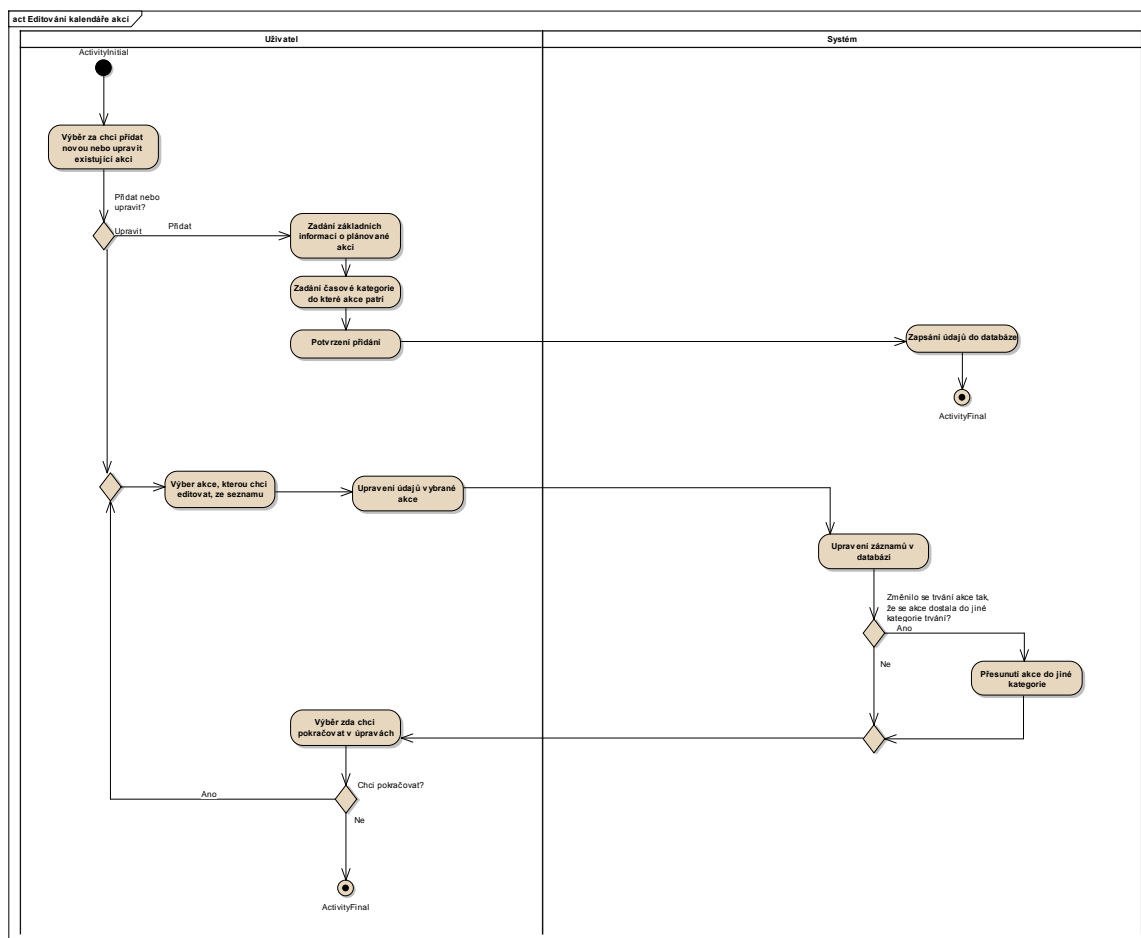 act Editování kalendáře akcí
Uživatel
Systém
ActivityInitial
Výběr za chci přidat
novou nebo upravit
existující akci
Přidat nebo
upravit?
Upravit
Přidat
Zadání základních
informací o plánované
akci
Zadání časové kategorie
do které akce patří
Potvrzení přidání
Zapsání údajů do databáze
ActivityFinal
Výber akce, kterou chci
editovat, ze seznamu
Upravení údajů vybrané
akce
Upravení záznamů v
databázi
Změnilo se trvání akce tak,
že se akce dostala do jiné
kategorie trvání?
Ano
Ne
Přesunutí akce do jiné
kategorie
Výběr zda chci
pokračovat v úpravách
Chci pokračovat?
Ano
Ne
ActivityFinal